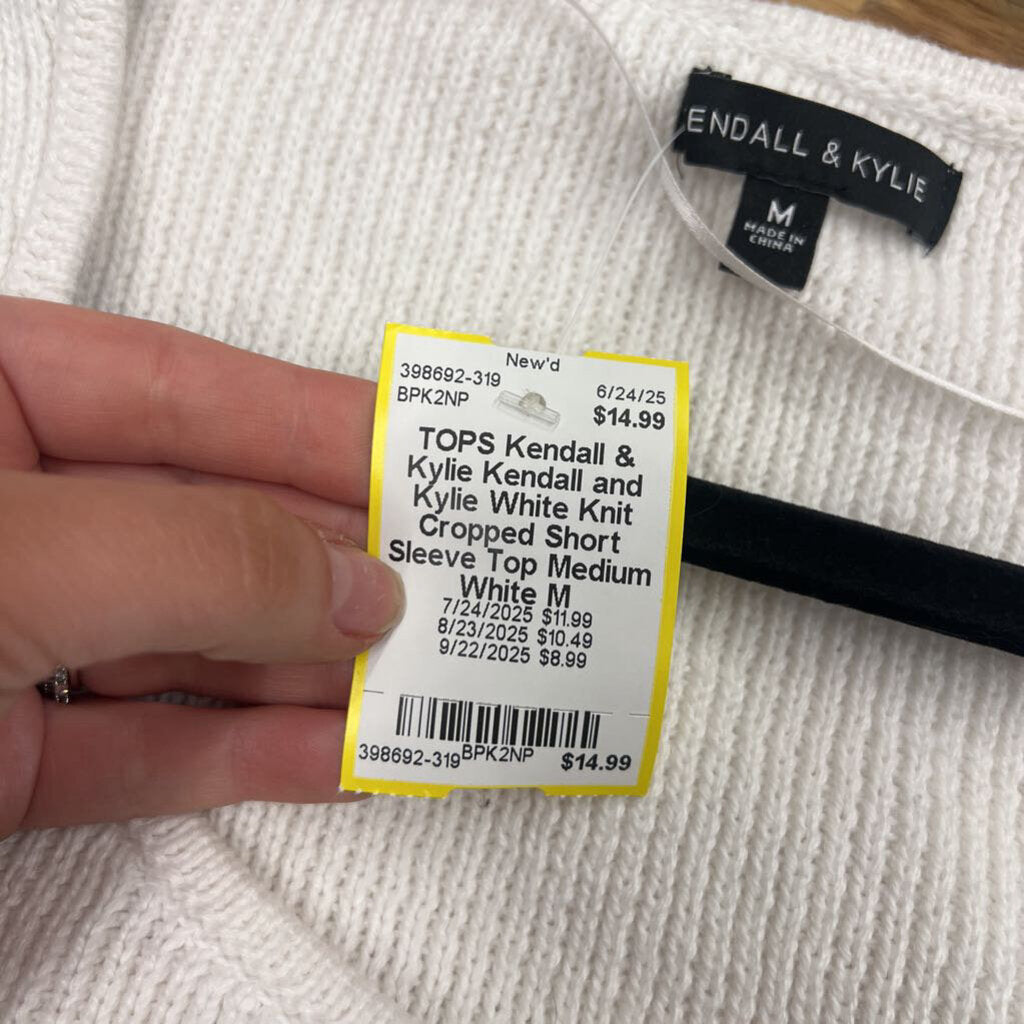 ENDALL & KYLIE
M
MADE IN
CHINA
New'd
398692-319
BPK2NP
6/24/25
$14.99
TOPS Kendall &
Kylie Kendall and
Kylie White Knit
Cropped Short
Sleeve Top Medium
White M
7/24/2025 $11.99
8/23/2025 $10.49
9/22/2025 $8.99
398692-319 BPK2NP $14.99